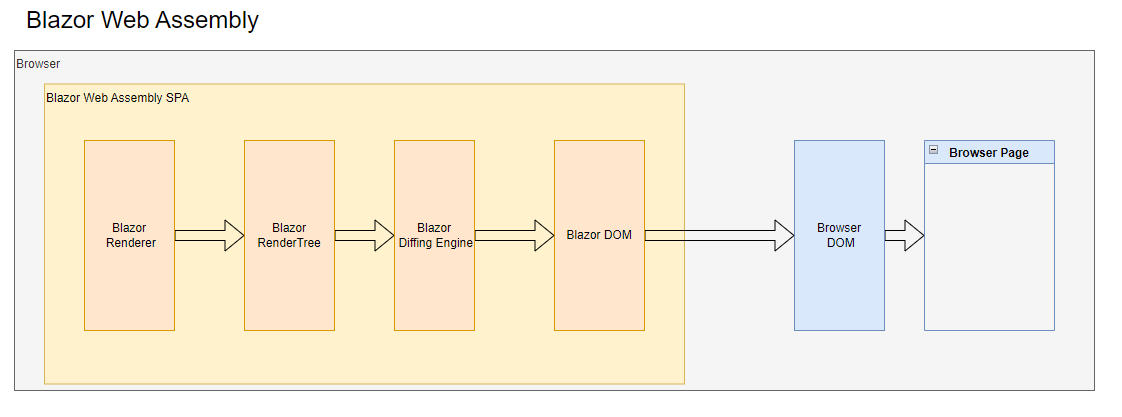 Blazor Web Assembly
Browser
Blazor Web Assembly SPA
Blazor
Renderer
Blazor
RenderTree
Blazor
Diffing Engine
Blazor DOM
Browser
DOM
Browser Page